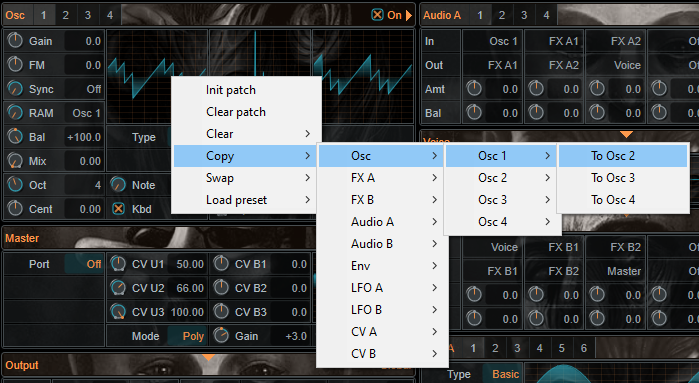 Osc 1 2 3 4 On
Gain 0.0
FM 0.0
Sync Off
RAM Osc 1
Bal +100.0
Mix 0.0
Oct 4
Cent 0.0
Type
Note
Kbd
Init patch
Clear patch
Clear
Copy
Swap
Load preset
Osc
FX A
FX B
Audio A
Audio B
Env
LFO A
LFO B
CV A
CV B
Osc 1
Osc 2
Osc 3
Osc 4
To Osc 2
To Osc 3
To Osc 4
Audio A 1 2 3 4
In Osc 1 FX A1 FX A2
Out FX A1 FX A2 Voice
Amt 0.0 0.0 0.0
Bal 0.0 0.0 0.0
Voice FX B1 FX B2
FX B1 FX B2 Master
0.0 0.0 0.0
0.0 0.0 0.0
Master
Port Off
CV U1 50.00 CV B1 0.0
CV U2 66.00 CV B2 0.0
CV U3 100.00 CV B3 0.0
Mode Poly Gain +3.0
Output
A 1 2 3 4 5 6
Type Basic